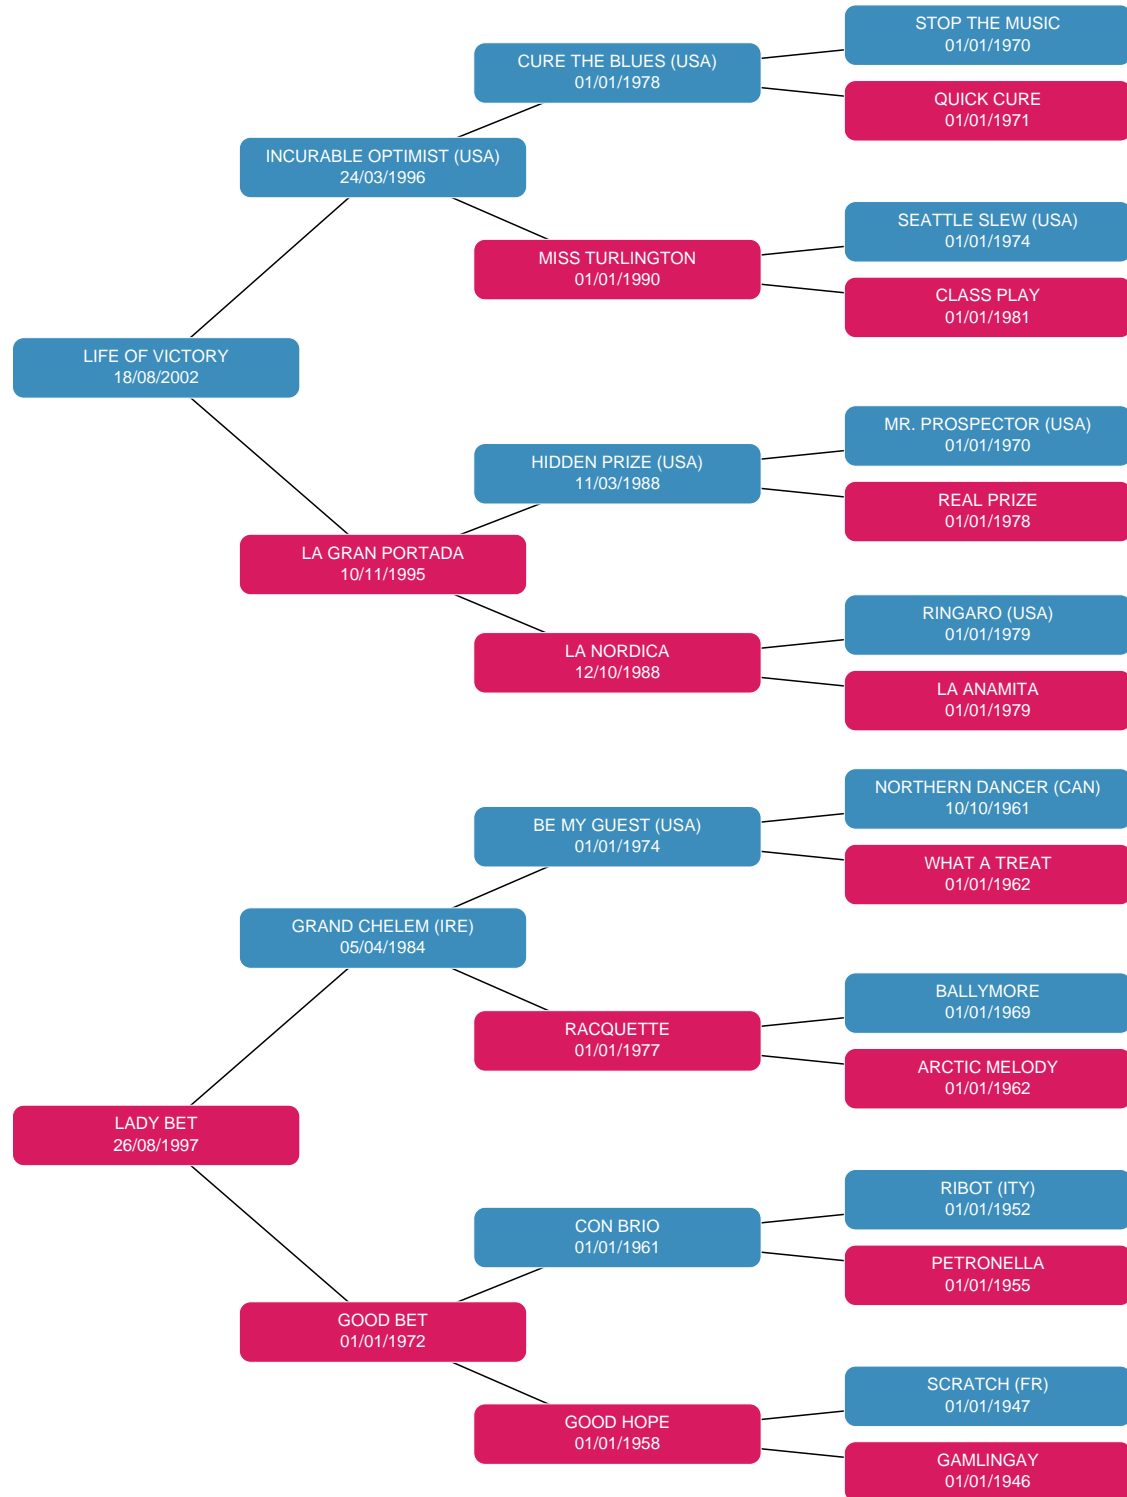 STOP THE MUSIC
01/01/1970
CURE THE BLUES (USA)
01/01/1978
QUICK CURE
01/01/1971
INCURABLE OPTIMIST (USA)
24/03/1996
SEATTLE SLEW (USA)
01/01/1974
MISS TURLINGTON
01/01/1990
CLASS PLAY
01/01/1981
LIFE OF VICTORY
18/08/2002
MR. PROSPECTOR (USA)
01/01/1970
HIDDEN PRIZE (USA)
11/03/1988
REAL PRIZE
01/01/1978
LA GRAN PORTADA
10/11/1995
RINGARO (USA)
01/01/1979
LA NORDICA
12/10/1988
LA ANAMITA
01/01/1979
NORTHERN DANCER (CAN)
10/10/1961
BE MY GUEST (USA)
01/01/1974
WHAT A TREAT
01/01/1962
GRAND CHELEM (IRE)
05/04/1984
BALLYMORE
01/01/1969
RACQUETTE
01/01/1977
ARCTIC MELODY
01/01/1962
LADY BET
26/08/1997
RIBOT (ITY)
01/01/1952
CON BRIO
01/01/1961
PETRONELLA
01/01/1955
GOOD BET
01/01/1972
SCRATCH (FR)
01/01/1947
GOOD HOPE
01/01/1958
GAMLINGAY
01/01/1946